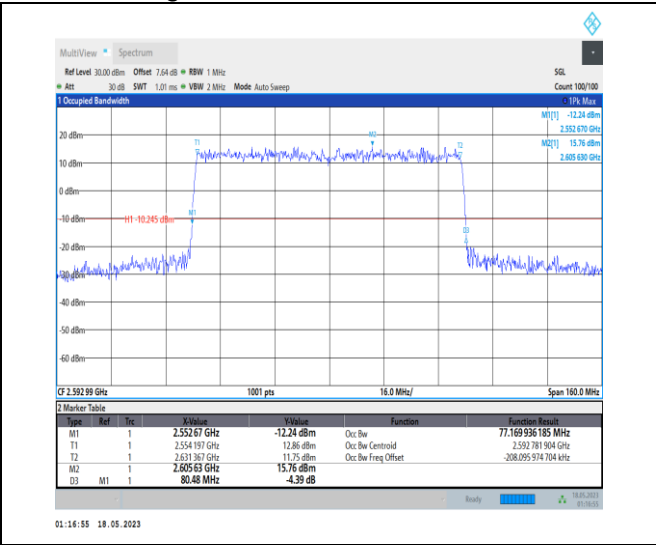 MultiView Spectrum
Ref Level 30.00 dBm Offset 7.64 dB RBW 1 MHz SGL
Att 30 dB SWT 1.01 ms VBW 2 MHz Mode Auto Sweep Count 100/100
1 Occupied Bandwidth 1Pk Max
M1[1] -12.24 dBm
2.552 670 GHz
M2[1] 15.76 dBm
2.605 630 GHz
20 dBm
M2
T1
T2
10 dBm
0 dBm
M1
-10 dBm
H1 -10.245 dBm
D3
-20 dBm
-30 dBm
-40 dBm
-50 dBm
-60 dBm
CF 2.592 99 GHz 1001 pts 16.0 MHz/ Span 160.0 MHz
2 Marker Table
Type Ref Trc X-Value Y-Value Function Function Result
M1 1 2.552 67 GHz -12.24 dBm Occ Bw 77.169 936 185 MHz
T1 1 2.554 197 GHz 12.86 dBm Occ Bw Centroid 2.592 781 904 GHz
T2 1 2.631 367 GHz 11.75 dBm Occ Bw Freq Offset -208.095 974 704 kHz
M2 1 2.605 63 GHz 15.76 dBm
D3 M1 1 80.48 MHz -4.39 dB
Ready 18.05.2023
01:16:55
01:16:55 18.05.2023